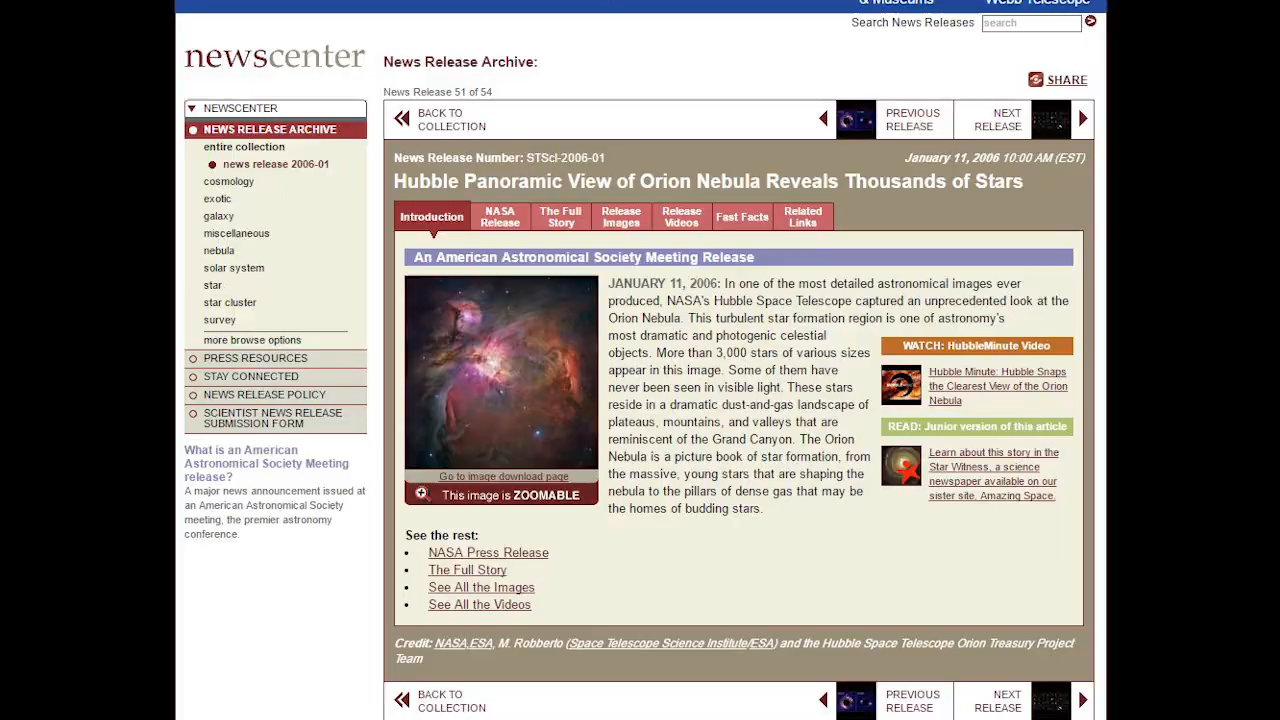 & Museums
Webb Telescope
Search News Releases
search
newscenter
News Release Archive:
SHARE
News Release 51 of 54
NEWSCENTER
NEWS RELEASE ARCHIVE
entire collection
news release 2006-01
cosmology
exotic
galaxy
miscellaneous
nebula
solar system
star
star cluster
survey
more browse options
PRESS RESOURCES
STAY CONNECTED
NEWS RELEASE POLICY
SCIENTIST NEWS RELEASE
SUBMISSION FORM
What is an American
Astronomical Society Meeting
release?
A major news announcement issued at
an American Astronomical Society
meeting, the premier astronomy
conference.
BACK TO
COLLECTION
PREVIOUS
RELEASE
NEXT
RELEASE
News Release Number: STScI-2006-01
January 11, 2006 10:00 AM (EST)
Hubble Panoramic View of Orion Nebula Reveals Thousands of Stars
Introduction
NASA
Release
The Full
Story
Release
Images
Release
Videos
Fast Facts
Related
Links
An American Astronomical Society Meeting Release
Go to image download page
This image is ZOOMABLE
JANUARY 11, 2006: In one of the most detailed astronomical images ever
produced, NASA's Hubble Space Telescope captured an unprecedented look at the
Orion Nebula. This turbulent star formation region is one of astronomy's
most dramatic and photogenic celestial
objects. More than 3,000 stars of various sizes
appear in this image. Some of them have
never been seen in visible light. These stars
reside in a dramatic dust-and-gas landscape of
plateaus, mountains, and valleys that are
reminiscent of the Grand Canyon. The Orion
Nebula is a picture book of star formation, from
the massive, young stars that are shaping the
nebula to the pillars of dense gas that may be
the homes of budding stars.
WATCH: HubbleMinute Video
Hubble Minute: Hubble Snaps
the Clearest View of the Orion
Nebula
READ: Junior version of this article
Learn about this story in the
Star Witness, a science
newspaper available on our
sister site, Amazing Space.
See the rest:
• NASA Press Release
• The Full Story
• See All the Images
• See All the Videos
Credit: NASA,ESA, M. Robberto (Space Telescope Science Institute/ESA) and the Hubble Space Telescope Orion Treasury Project
Team
BACK TO
COLLECTION
PREVIOUS
RELEASE
NEXT
RELEASE